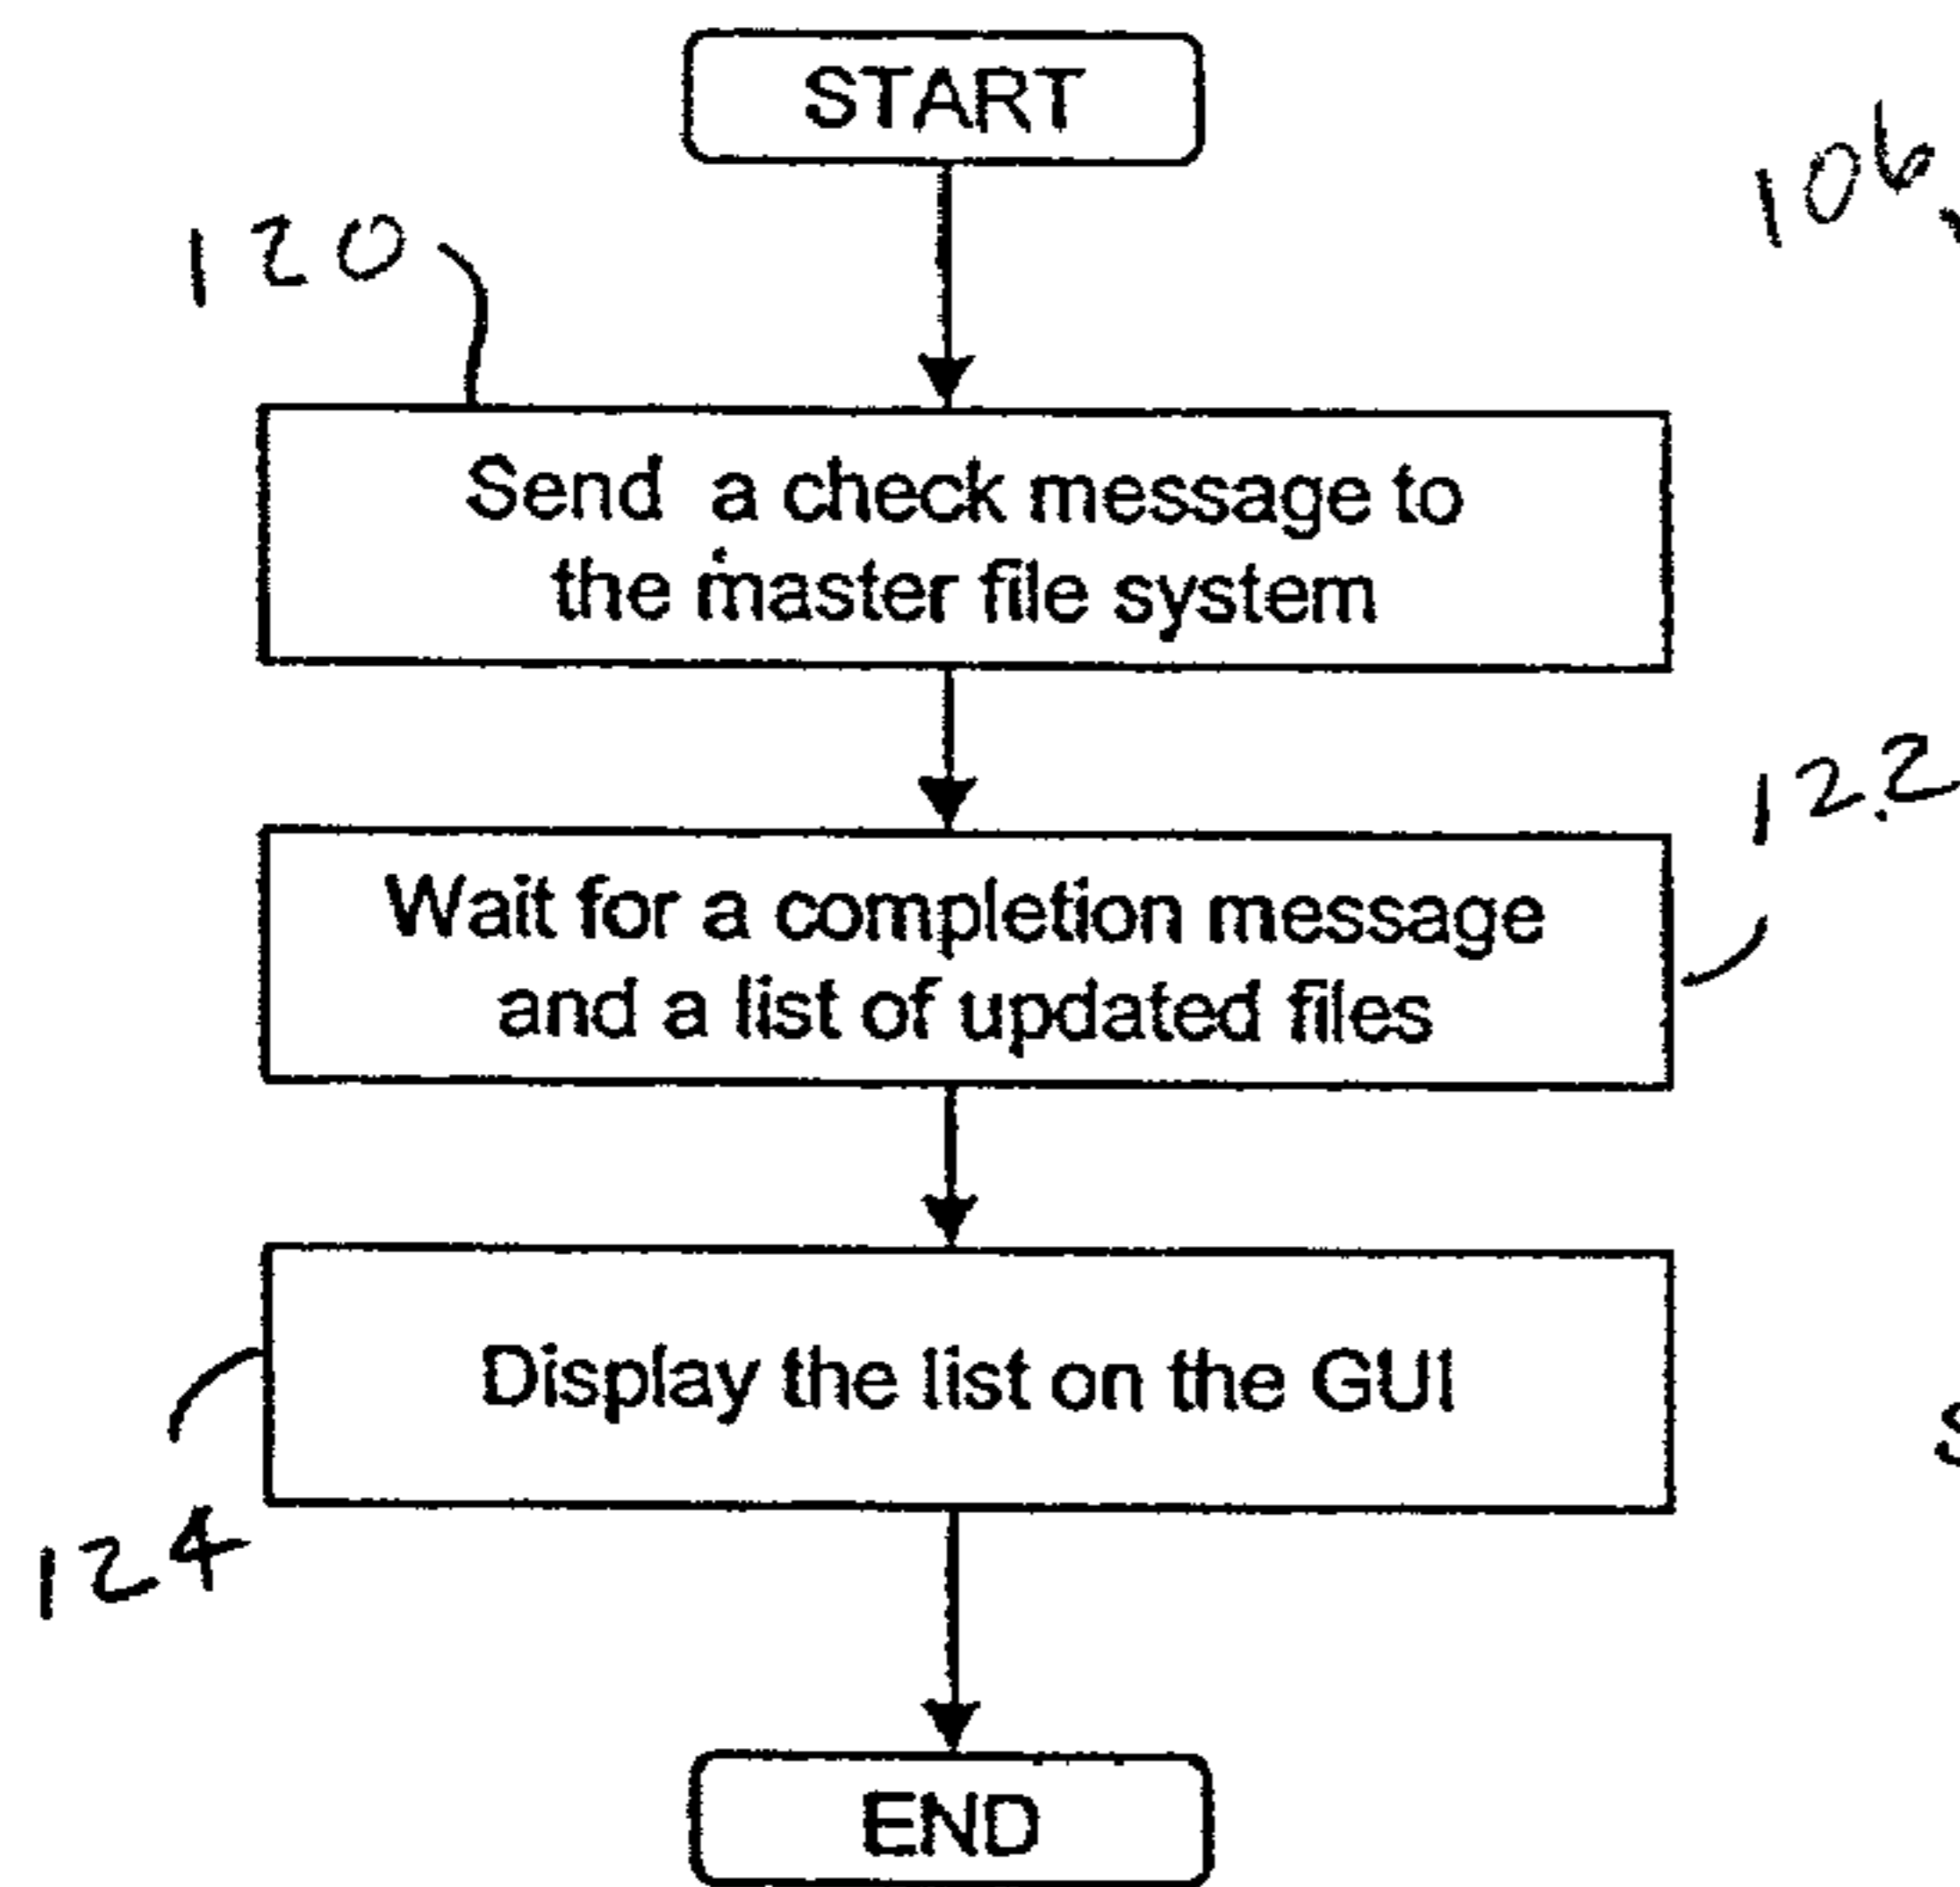 START
120
106
Send a check message to
the master file system
122
Wait for a completion message
and a list of updated files
Display the list on the GUI
124
END